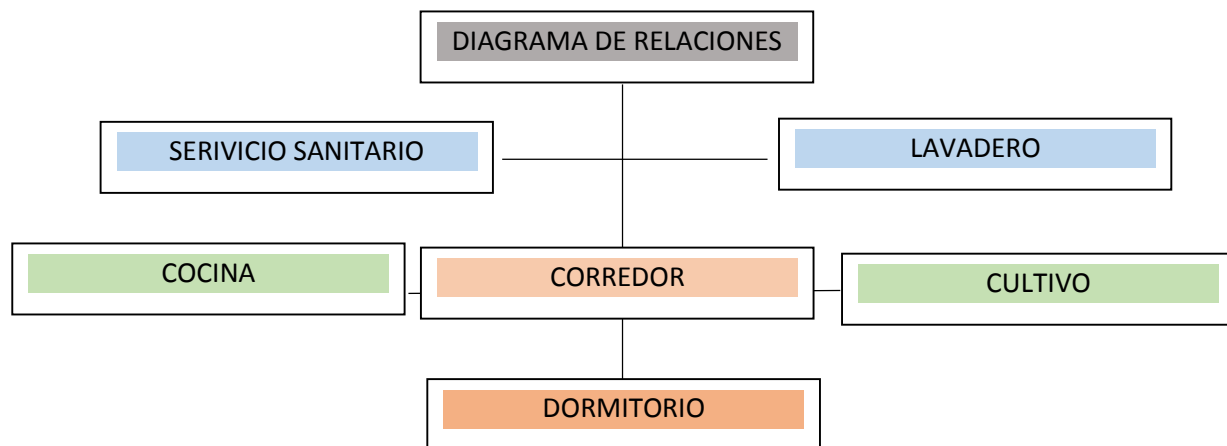 DIAGRAMA DE RELACIONES
SERIVICIO SANITARIO
LAVADERO
COCINA
CORREDOR
CULTIVO
DORMITORIO